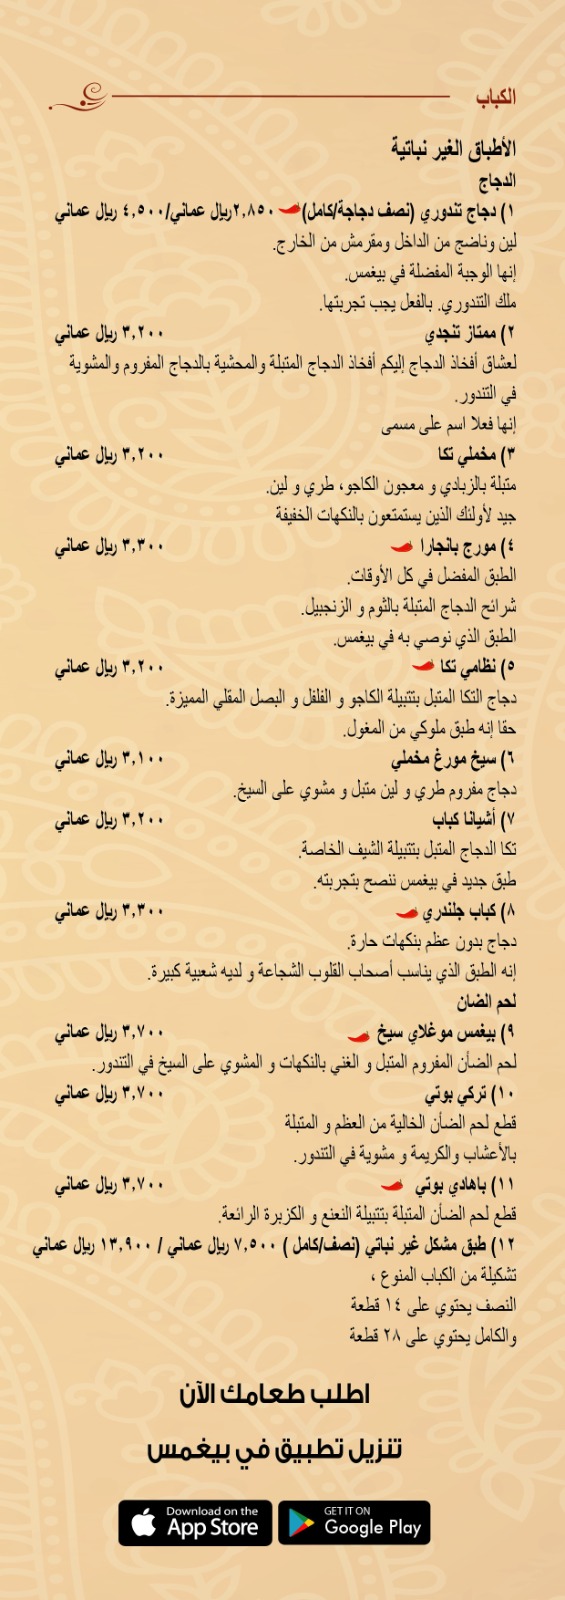 الكباب
الأطباق الغير نباتية
الدجاج
١) دجاج تندوري (نصف دجاجة/كامل) ٢,٨٥٠ريال عماني/٤,٥٠٠ ريال عماني
لين وناضج من الداخل ومقرمش من الخارج.
إنها الوجبة المفضلة في بيغمس.
ملك التندوري. بالفعل يجب تجربتها.
٢) ممتاز تنجدي ٣,٢٠٠ ريال عماني
لعشاق أفخاذ الدجاج إليكم أفخاذ الدجاج المتبلة والمحشية بالدجاج المفروم والمشوية
في التندور.
إنها فعلا اسم على مسمى
٣) مخملي تكا ٣,٢٠٠ ريال عماني
متبلة بالزبادي و معجون الكاجو، طري و لين.
جيد لأولئك الذين يستمتعون بالنكهات الخفيفة
٤) مورج بانجارا ٣,٣٠٠ ريال عماني
الطبق المفضل في كل الأوقات.
شرائح الدجاج المتبلة بالثوم و الزنجبيل.
الطبق الذي نوصي به في بيغمس.
٥) نظامي تكا ٣,٢٠٠ ريال عماني
دجاج التكا المتبل بتتبيلة الكاجو و الفلفل و البصل المقلي المميزة.
حقا إنه طبق ملوكي من المغول.
٦) سيخ مورغ مخملي ٣,١٠٠ ريال عماني
دجاج مفروم طري و لين متبل و مشوي على السيخ.
٧) أشيانا كباب ٣,٢٠٠ ريال عماني
تكا الدجاج المتبل بتتبيلة الشيف الخاصة.
طبق جديد في بيغمس ننصح بتجربته.
٨) كباب جلندري ٣,٣٠٠ ريال عماني
دجاج بدون عظم بنكهات حارة.
إنه الطبق الذي يناسب أصحاب القلوب الشجاعة و لديه شعبية كبيرة.
لحم الضان
٩) بيغمس موغلاي سيخ ٣,٧٠٠ ريال عماني
لحم الضأن المفروم المتبل و الغني بالنكهات و المشوي على السيخ في التندور.
١٠) تركي بوتي ٣,٧٠٠ ريال عماني
قطع لحم الضأن الخالية من العظم و المتبلة
بالأعشاب والكريمة و مشوية في التندور.
١١) باهادي بوتي ٣,٧٠٠ ريال عماني
قطع لحم الضأن المتبلة بتتبيلة النعنع و الكزبرة الرائعة.
١٢) طبق مشكل غير نباتي (نصف/كامل ) ٧,٥٠٠ ريال عماني / ١٣,٩٠٠ ريال عماني
تشكيلة من الكباب المنوع ،
النصف يحتوي على ١٤ قطعة
والكامل يحتوي على ٢٨ قطعة
اطلب طعامك الآن
تنزيل تطبيق في بيغمس
Download on the App Store
GET IT ON Google Play